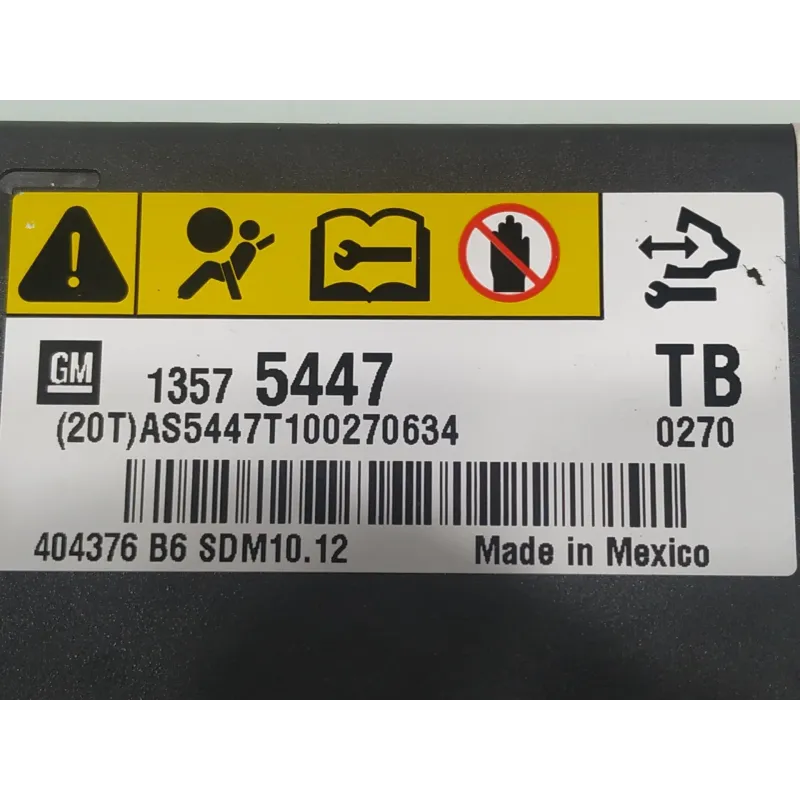 GM 1357 5447 TB
(20T)AS5447T100270634 0270
404376 B6 SDM10.12 Made in Mexico